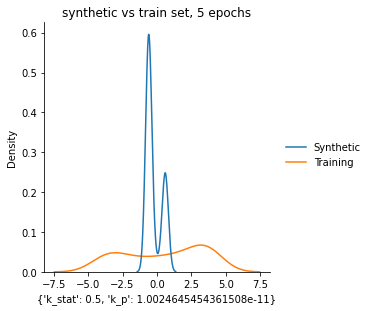 synthetic vs train set, 5 epochs
0.6
0.5
0.4
0.3
0.2
0.1
0.0
Density
−7.5 −5.0 −2.5 0.0 2.5 5.0 7.5
{'k_stat': 0.5, 'k_p': 1.0024645454361508e-11}
Synthetic
Training